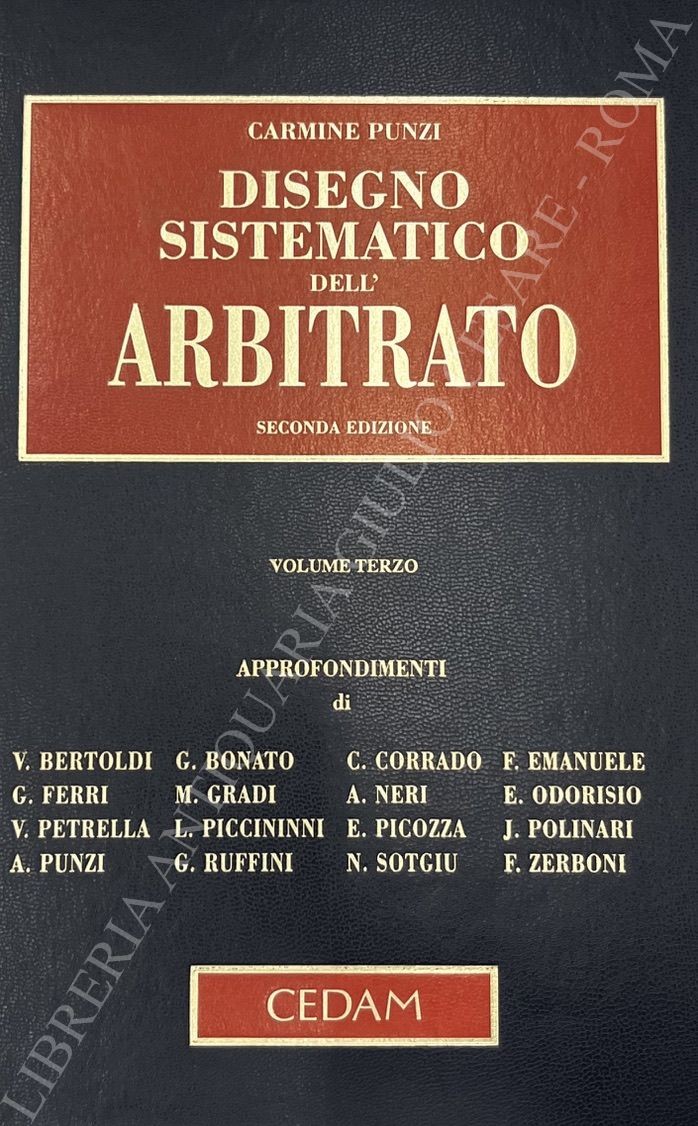 CARMINE PUNZI
DISEGNO
SISTEMATICO
DELL'
ARBITRATO
SECONDA EDIZIONE
VOLUME TERZO
APPROFONDIMENTI
di
V. BERTOLDI G. BONATO C. CORRADO F. EMANUELE
G. FERRI M. GRADI A. NERI E. ODORISIO
V. PETRELLA L. PICCININNI E. PICOZZA J. POLINARI
A. PUNZI G. RUFFINI N. SOTGIU F. ZERBONI
CEDAM
LIBRERIA ANTIQUARIA GIULIO CESARE - ROMA